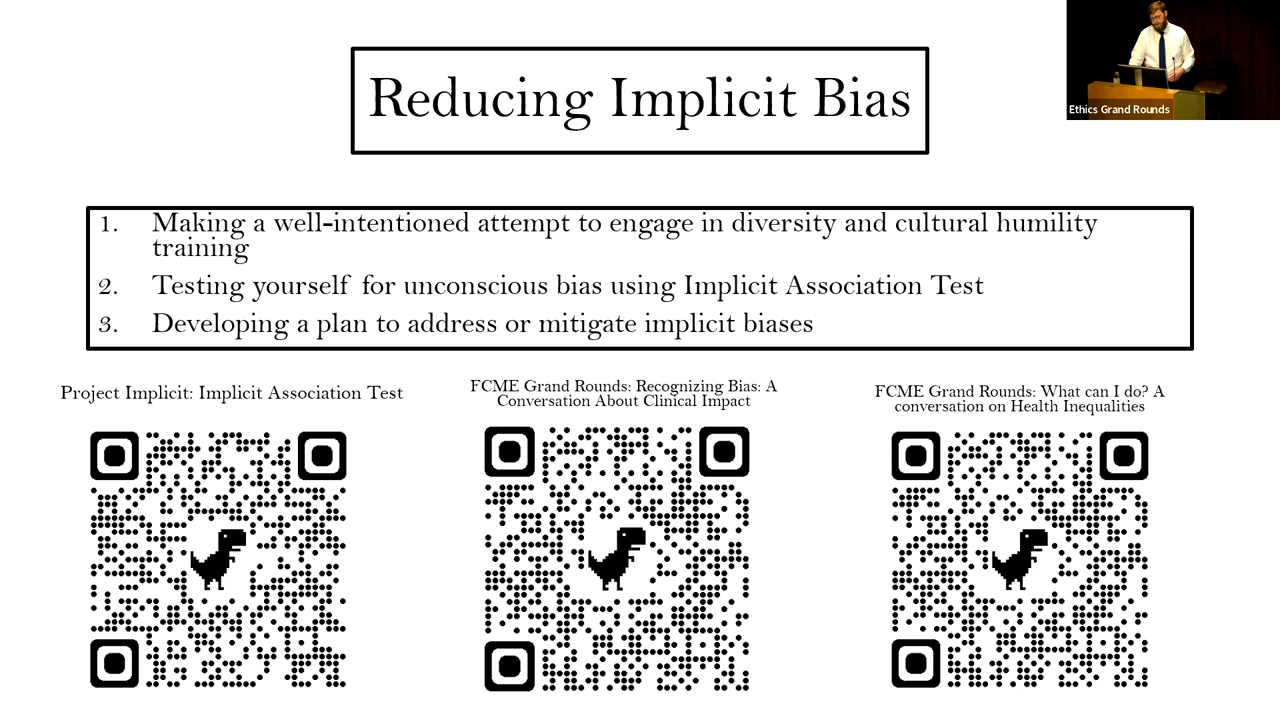 Reducing Implicit Bias
Ethics Grand Rounds
1. Making a well-intentioned attempt to engage in diversity and cultural humility
training
2. Testing yourself for unconscious bias using Implicit Association Test
3. Developing a plan to address or mitigate implicit biases
Project Implicit: Implicit Association Test
FCME Grand Rounds: Recognizing Bias: A
Conversation About Clinical Impact
FCME Grand Rounds: What can I do? A
conversation on Health Inequalities